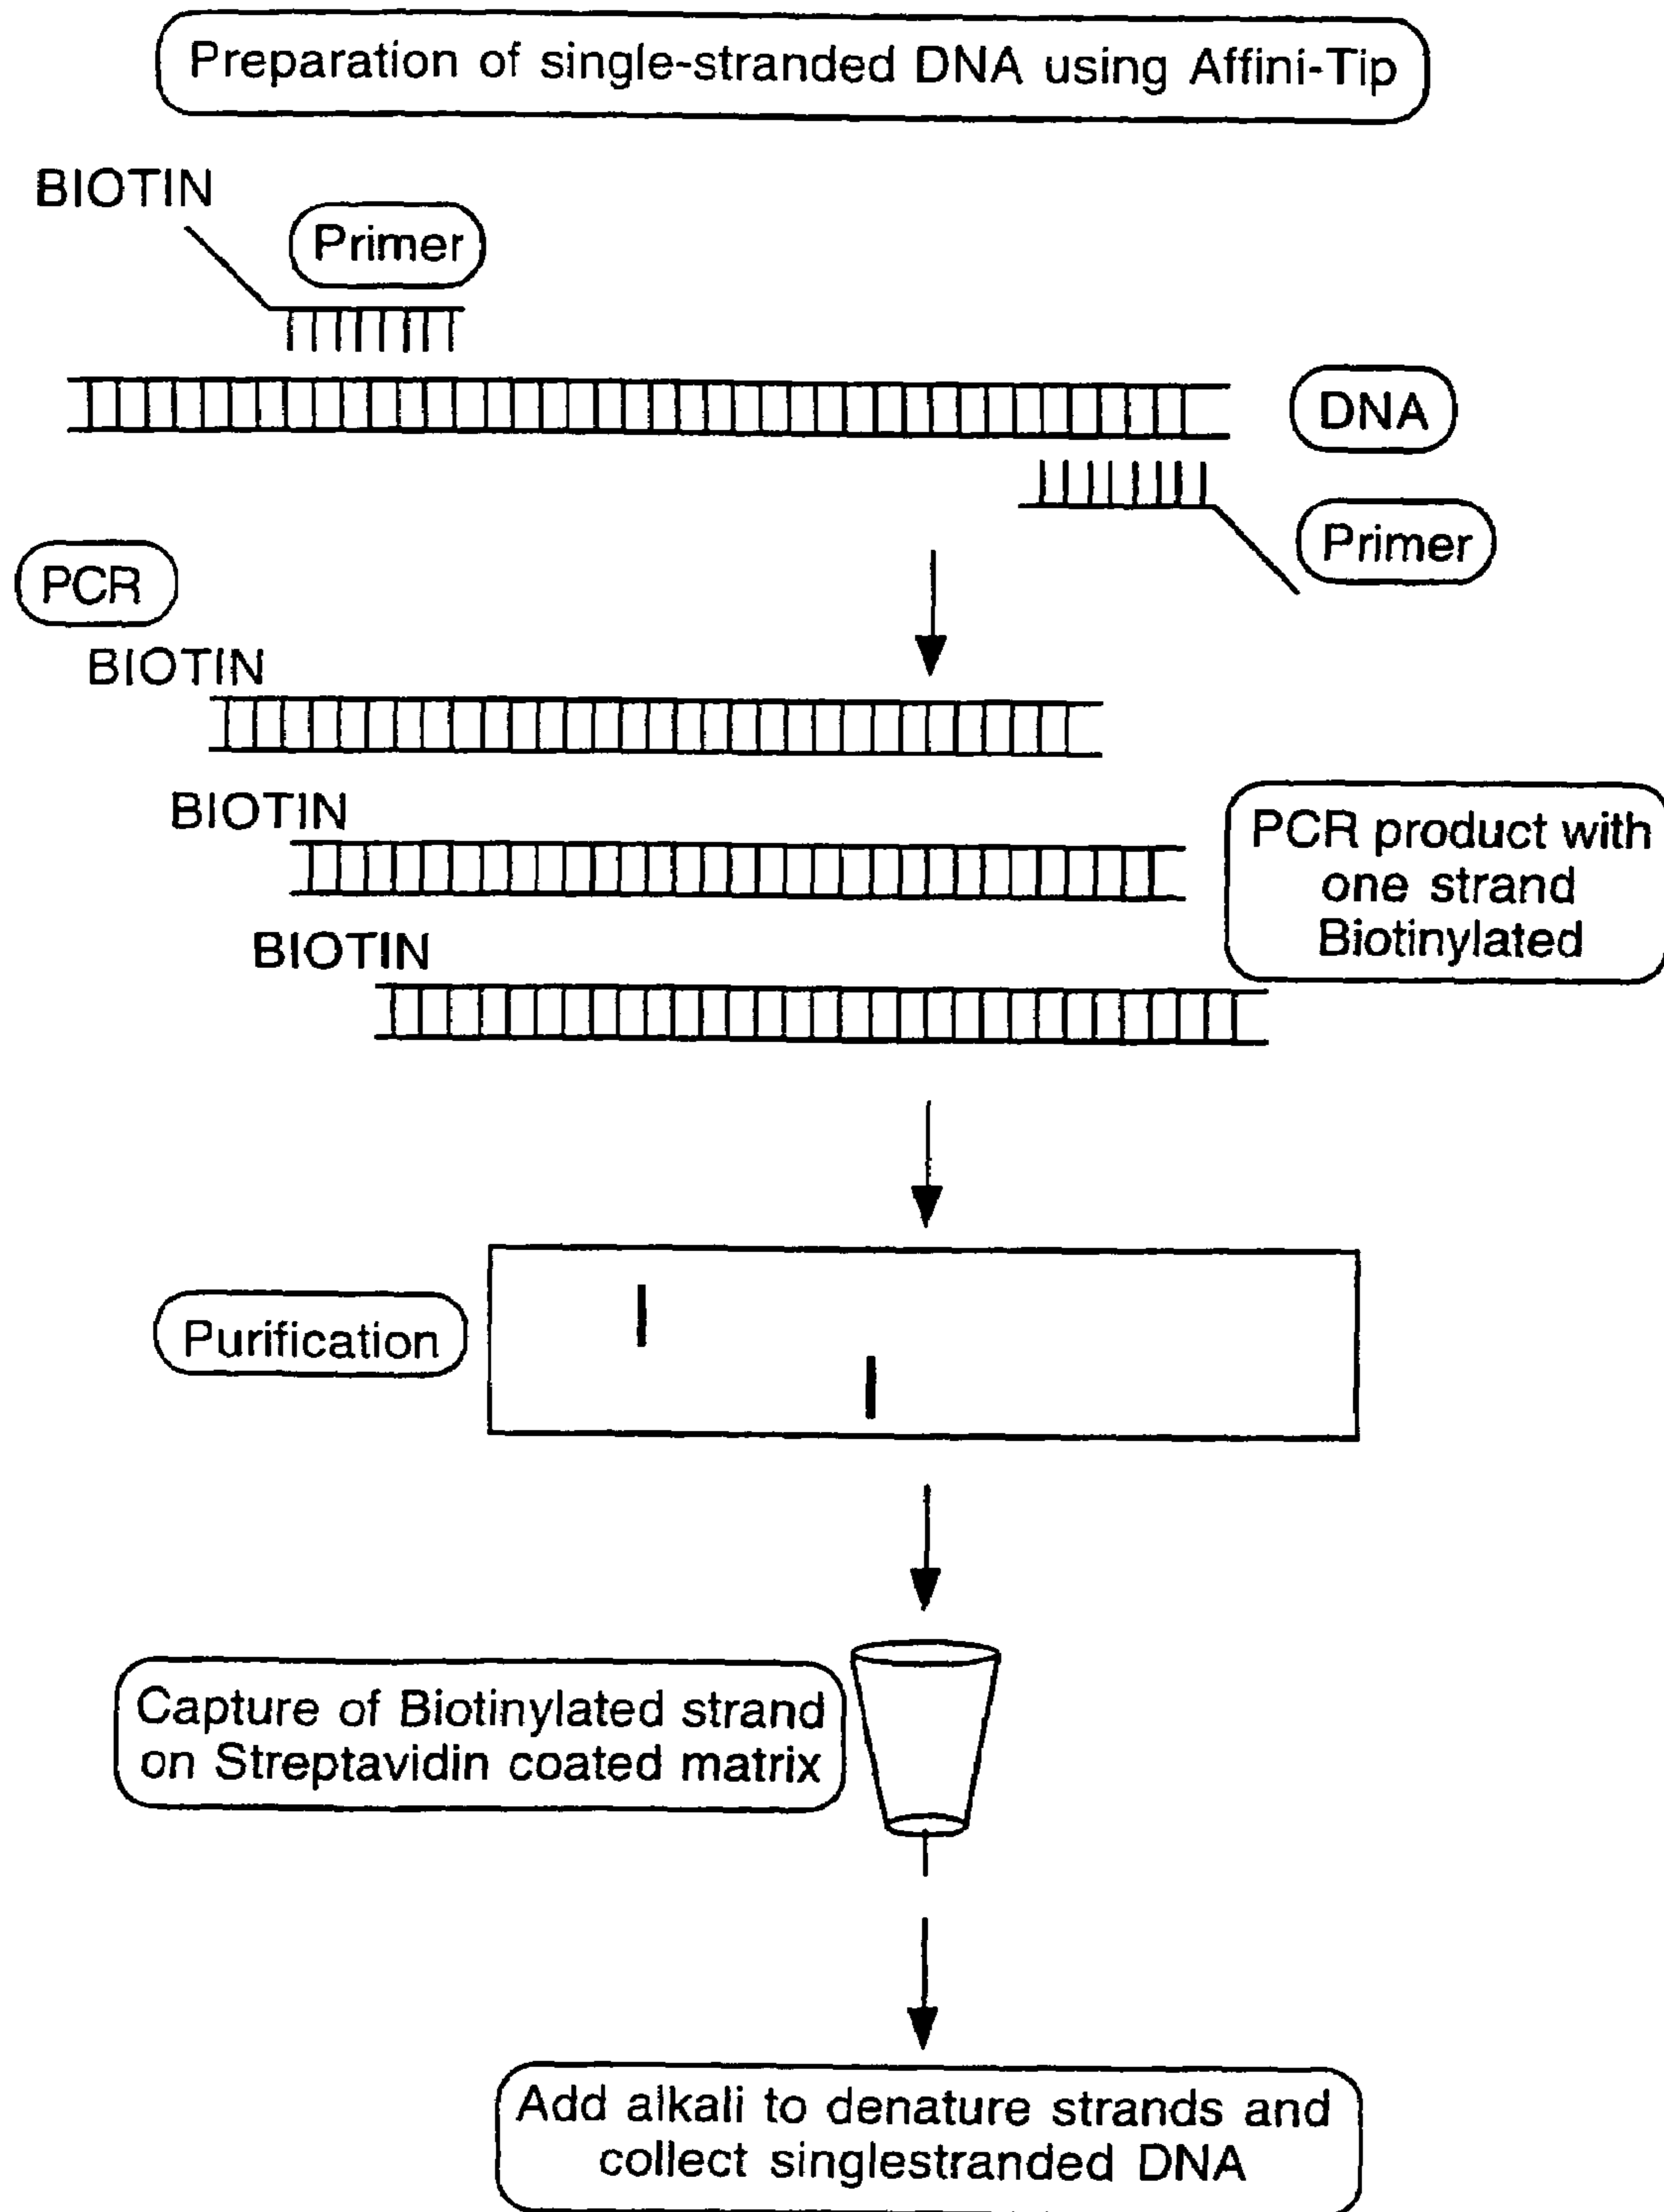 Preparation of single-stranded DNA using Affini-Tip
BIOTIN
Primer
DNA
Primer
PCR
BIOTIN
BIOTIN
PCR product with
one strand
Biotinylated
BIOTIN
Purification
Capture of Biotinylated strand
on Streptavidin coated matrix
Add alkali to denature strands and
collect singlestranded DNA